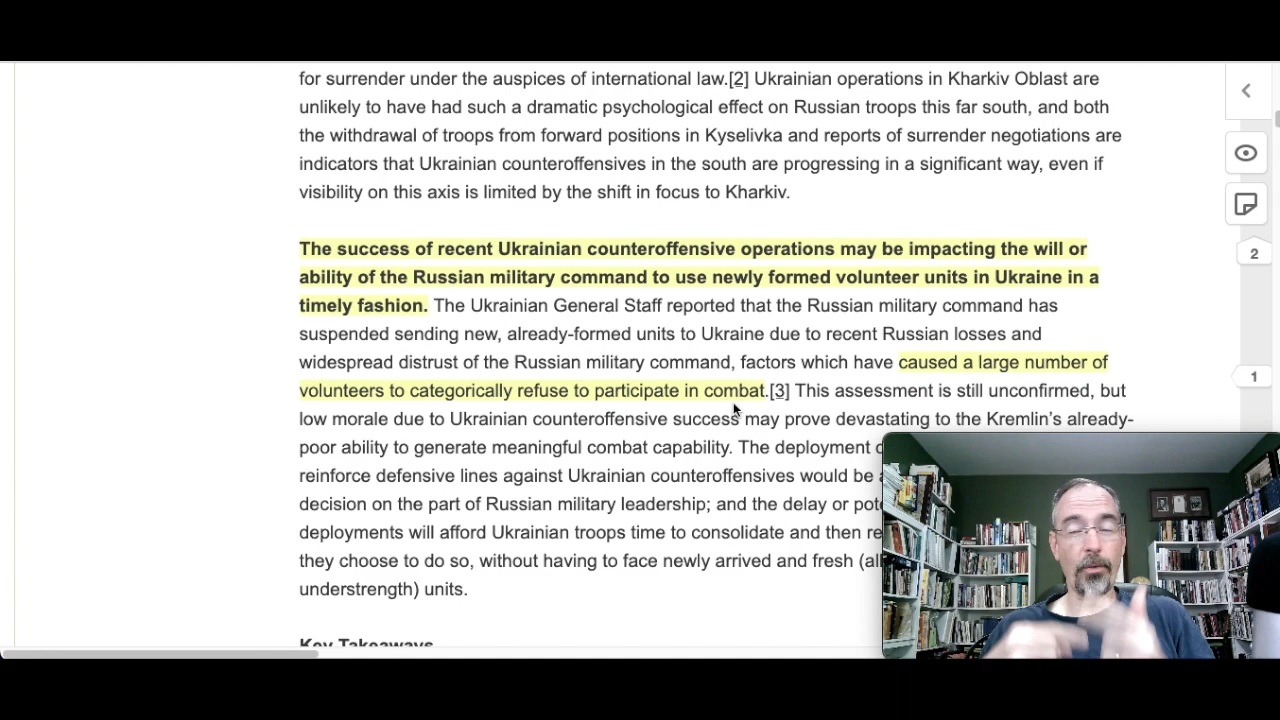 for surrender under the auspices of international law.[2] Ukrainian operations in Kharkiv Oblast are
unlikely to have had such a dramatic psychological effect on Russian troops this far south, and both
the withdrawal of troops from forward positions in Kyselivka and reports of surrender negotiations are
indicators that Ukrainian counteroffensives in the south are progressing in a significant way, even if
visibility on this axis is limited by the shift in focus to Kharkiv.
The success of recent Ukrainian counteroffensive operations may be impacting the will or
ability of the Russian military command to use newly formed volunteer units in Ukraine in a
timely fashion. The Ukrainian General Staff reported that the Russian military command has
suspended sending new, already-formed units to Ukraine due to recent Russian losses and
widespread distrust of the Russian military command, factors which have caused a large number of
volunteers to categorically refuse to participate in combat.[3] This assessment is still unconfirmed, but
low morale due to Ukrainian counteroffensive success may prove devastating to the Kremlin's already-
poor ability to generate meaningful combat capability. The deployment
reinforce defensive lines against Ukrainian counteroffensives would be
decision on the part of Russian military leadership; and the delay or
deployments will afford Ukrainian troops time to consolidate and then
they choose to do so, without having to face newly arrived and fresh
understrength) units.
Key Takeaways
2
1